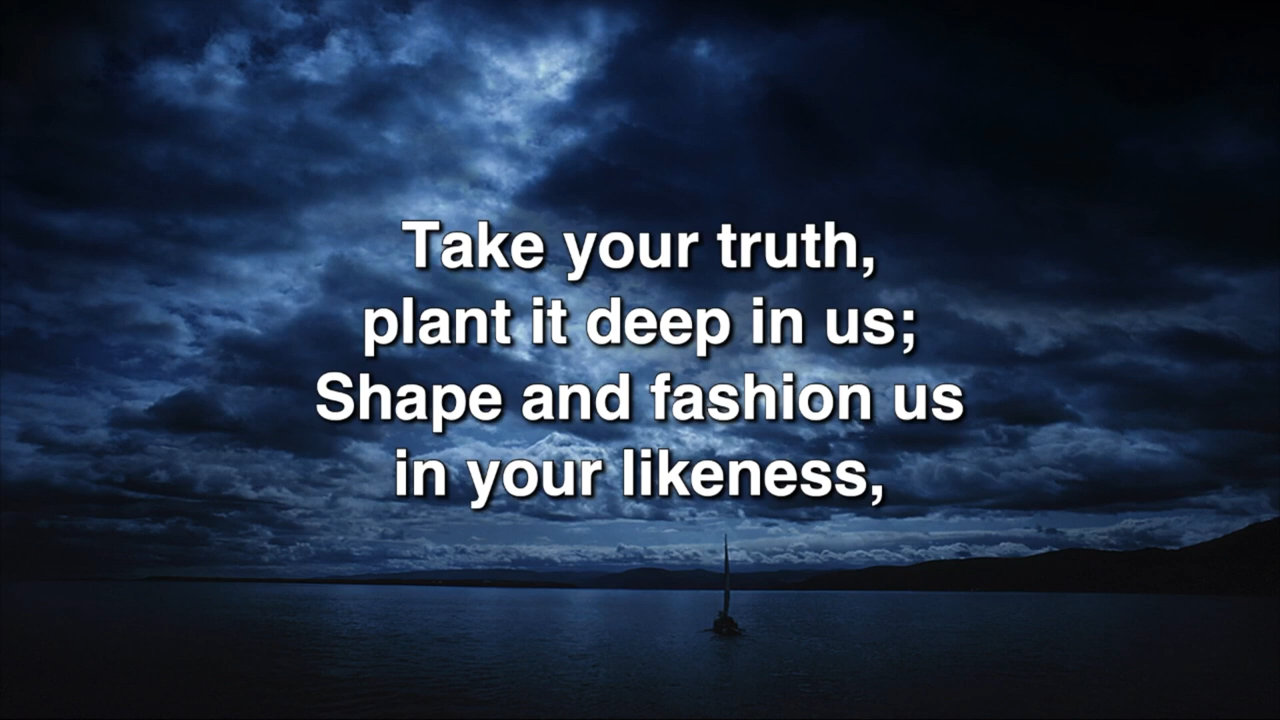 Take your truth,
plant it deep in us;
Shape and fashion us
in your likeness,